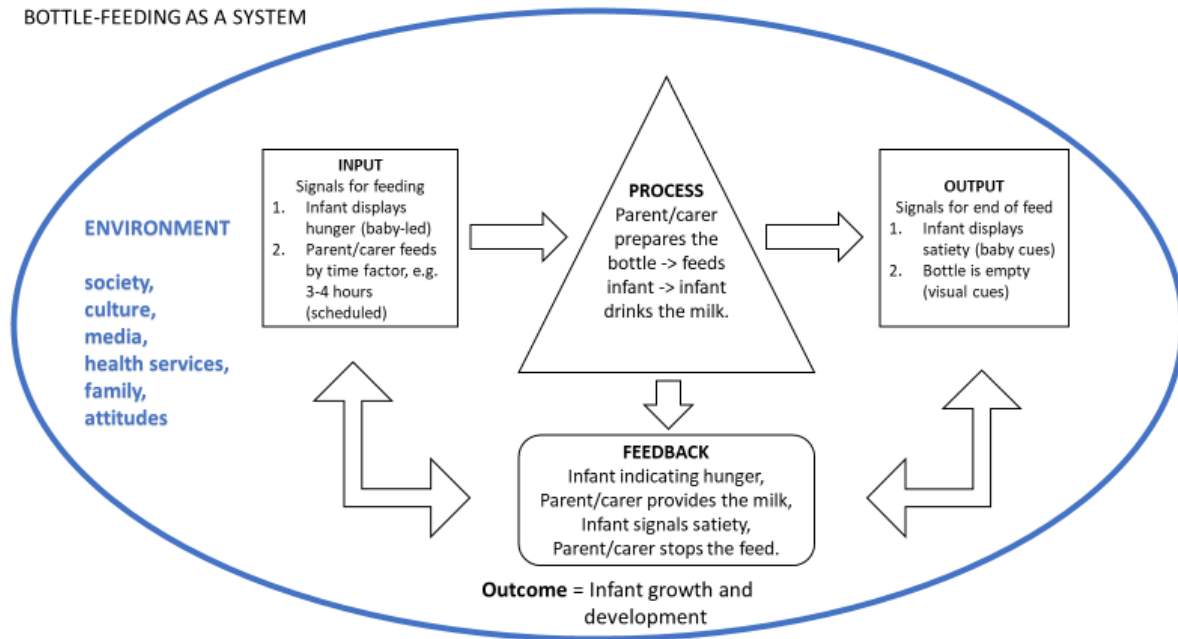 BOTTLE-FEEDING AS A SYSTEM
ENVIRONMENT
society,
culture,
media,
health services,
family,
attitudes
INPUT
Signals for feeding
1. Infant displays
hunger (baby-led)
2. Parent/carer feeds
by time factor, e.g.
3-4 hours
(scheduled)
PROCESS
Parent/carer
prepares the
bottle -> feeds
infant -> infant
drinks the milk.
OUTPUT
Signals for end of feed
1. Infant displays
satiety (baby cues)
2. Bottle is empty
(visual cues)
FEEDBACK
Infant indicating hunger,
Parent/carer provides the milk,
Infant signals satiety,
Parent/carer stops the feed.
Outcome = Infant growth and
development